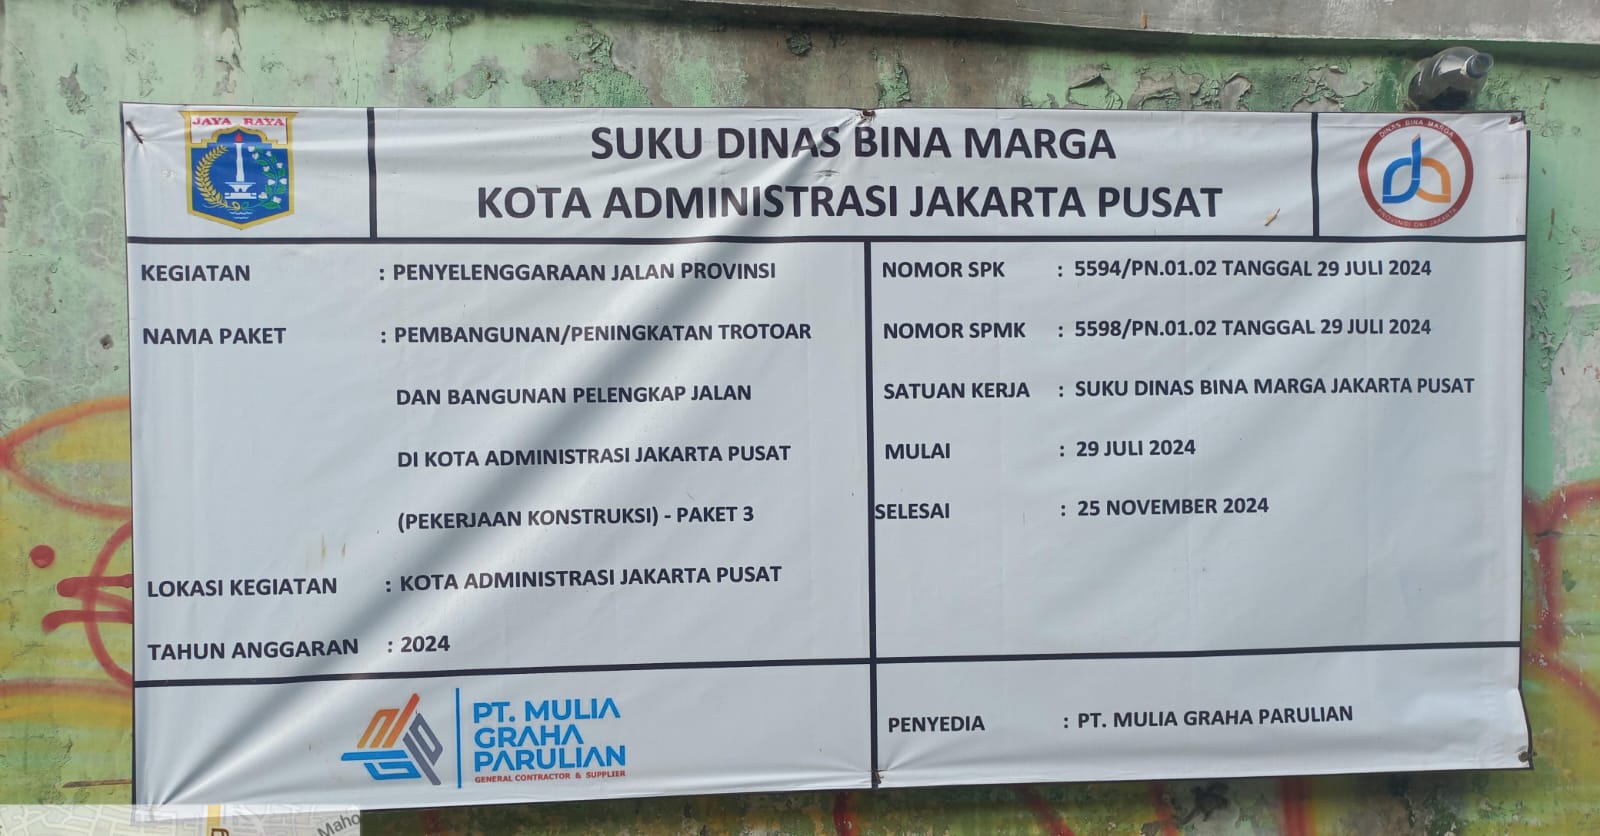 JAYA RAYA
SUKU DINAS BINA MARGA
KOTA ADMINISTRASI JAKARTA PUSAT
DINAS BINA MARGA
PROVINSI DKI JAKARTA
KEGIATAN : PENYELENGGARAAN JALAN PROVINSI
NAMA PAKET : PEMBANGUNAN/PENINGKATAN TROTOAR
DAN BANGUNAN PELENGKAP JALAN
DI KOTA ADMINISTRASI JAKARTA PUSAT
(PEKERJAAN KONSTRUKSI) - PAKET 3
LOKASI KEGIATAN : KOTA ADMINISTRASI JAKARTA PUSAT
TAHUN ANGGARAN : 2024
NOMOR SPK : 5594/PN.01.02 TANGGAL 29 JULI 2024
NOMOR SPMK : 5598/PN.01.02 TANGGAL 29 JULI 2024
SATUAN KERJA : SUKU DINAS BINA MARGA JAKARTA PUSAT
MULAI : 29 JULI 2024
SELESAI : 25 NOVEMBER 2024
PT. MULIA
GRAHA
PARULIAN
GENERAL CONTRACTOR & SUPPLIER
PENYEDIA : PT. MULIA GRAHA PARULIAN